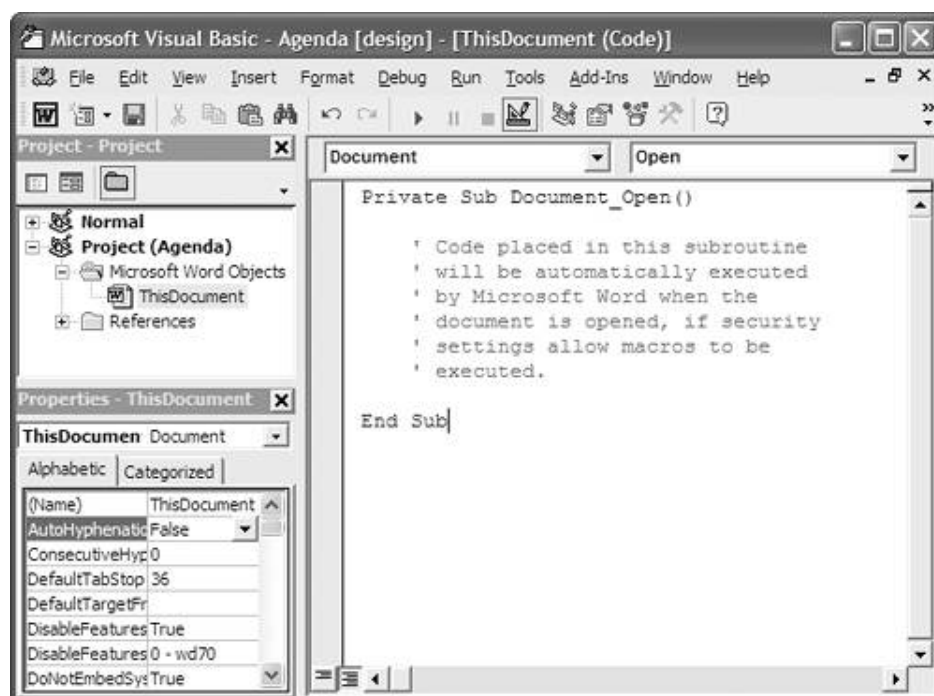 Microsoft Visual Basic - Agenda [design] - [ThisDocument (Code)]
File Edit View Insert Format Debug Run Tools Add-Ins Window Help
Project - Project
Normal
Project (Agenda)
Microsoft Word Objects
ThisDocument
References
Properties - ThisDocument
ThisDocumen Document
Alphabetic Categorized
(Name) ThisDocument
AutoHyphenatic False
ConsecutiveHyp 0
DefaultTabStop 36
DefaultTargetFr
DisableFeatures True
DisableFeatures 0 - wd70
DoNotEmbedSys True
Document Open
Private Sub Document_Open()
' Code placed in this subroutine
' will be automatically executed
' by Microsoft Word when the
' document is opened, if security
' settings allow macros to be
' executed.
End Sub